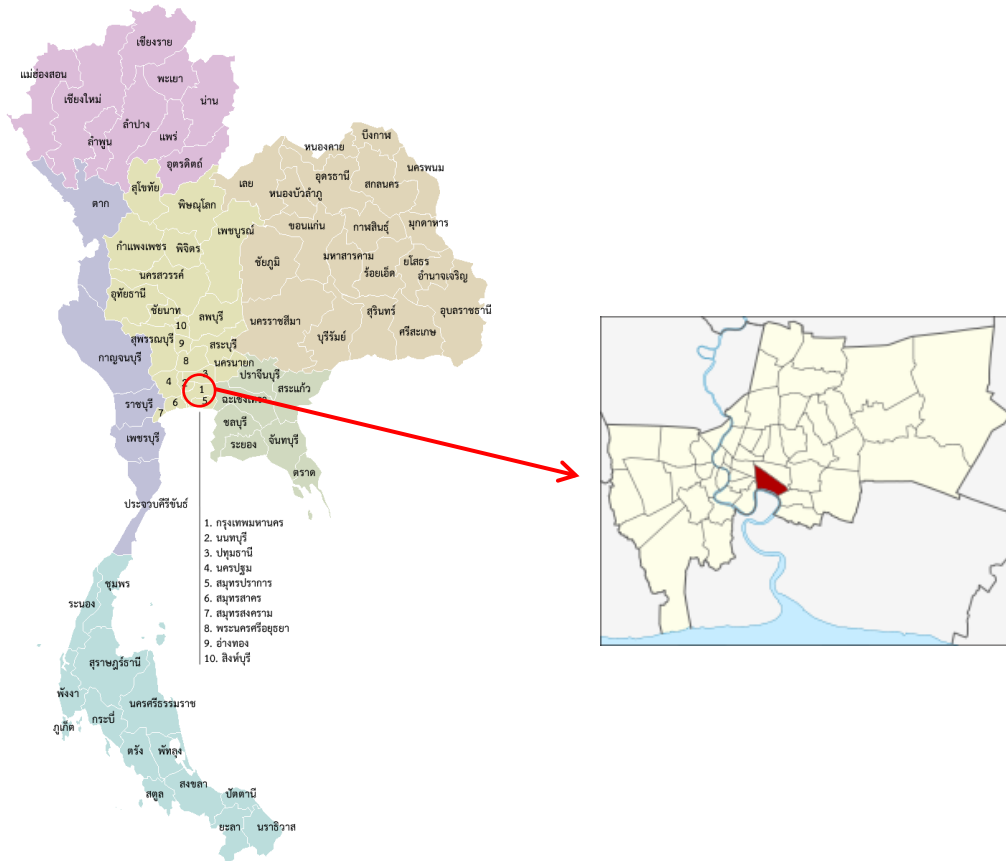 เชียงราย
แม่ฮ่องสอน
พะเยา
เชียงใหม่
น่าน
ลำปาง
แพร่
ลำพูน
อุตรดิตถ์
บึงกาฬ
หนองคาย
นครพนม
เลย
อุดรธานี
สกลนคร
หนองบัวลำภู
สุโขทัย
พิษณุโลก
ตาก
ขอนแก่น
กาฬสินธุ์
มุกดาหาร
เพชรบูรณ์
กำแพงเพชร
พิจิตร
ชัยภูมิ
มหาสารคาม
ยโสธร
ร้อยเอ็ด
อำนาจเจริญ
นครสวรรค์
อุทัยธานี
ชัยนาท
ลพบุรี
นครราชสีมา
สุรินทร์
อุบลราชธานี
บุรีรัมย์
ศรีสะเกษ
10
สุพรรณบุรี
9
สระบุรี
กาญจนบุรี
8
นครนายก
3
ปราจีนบุรี
4
2
1
สระแก้ว
ราชบุรี
6
5
ฉะเชิงเทรา
7
ชลบุรี
เพชรบุรี
ระยอง
จันทบุรี
ตราด
ประจวบคีรีขันธ์
1. กรุงเทพมหานคร
2. นนทบุรี
3. ปทุมธานี
4. นครปฐม
5. สมุทรปราการ
6. สมุทรสาคร
7. สมุทรสงคราม
8. พระนครศรีอยุธยา
9. อ่างทอง
10. สิงห์บุรี
ชุมพร
ระนอง
สุราษฎร์ธานี
พังงา
นครศรีธรรมราช
กระบี่
ภูเก็ต
ตรัง
พัทลุง
สงขลา
สตูล
ปัตตานี
ยะลา
นราธิวาส